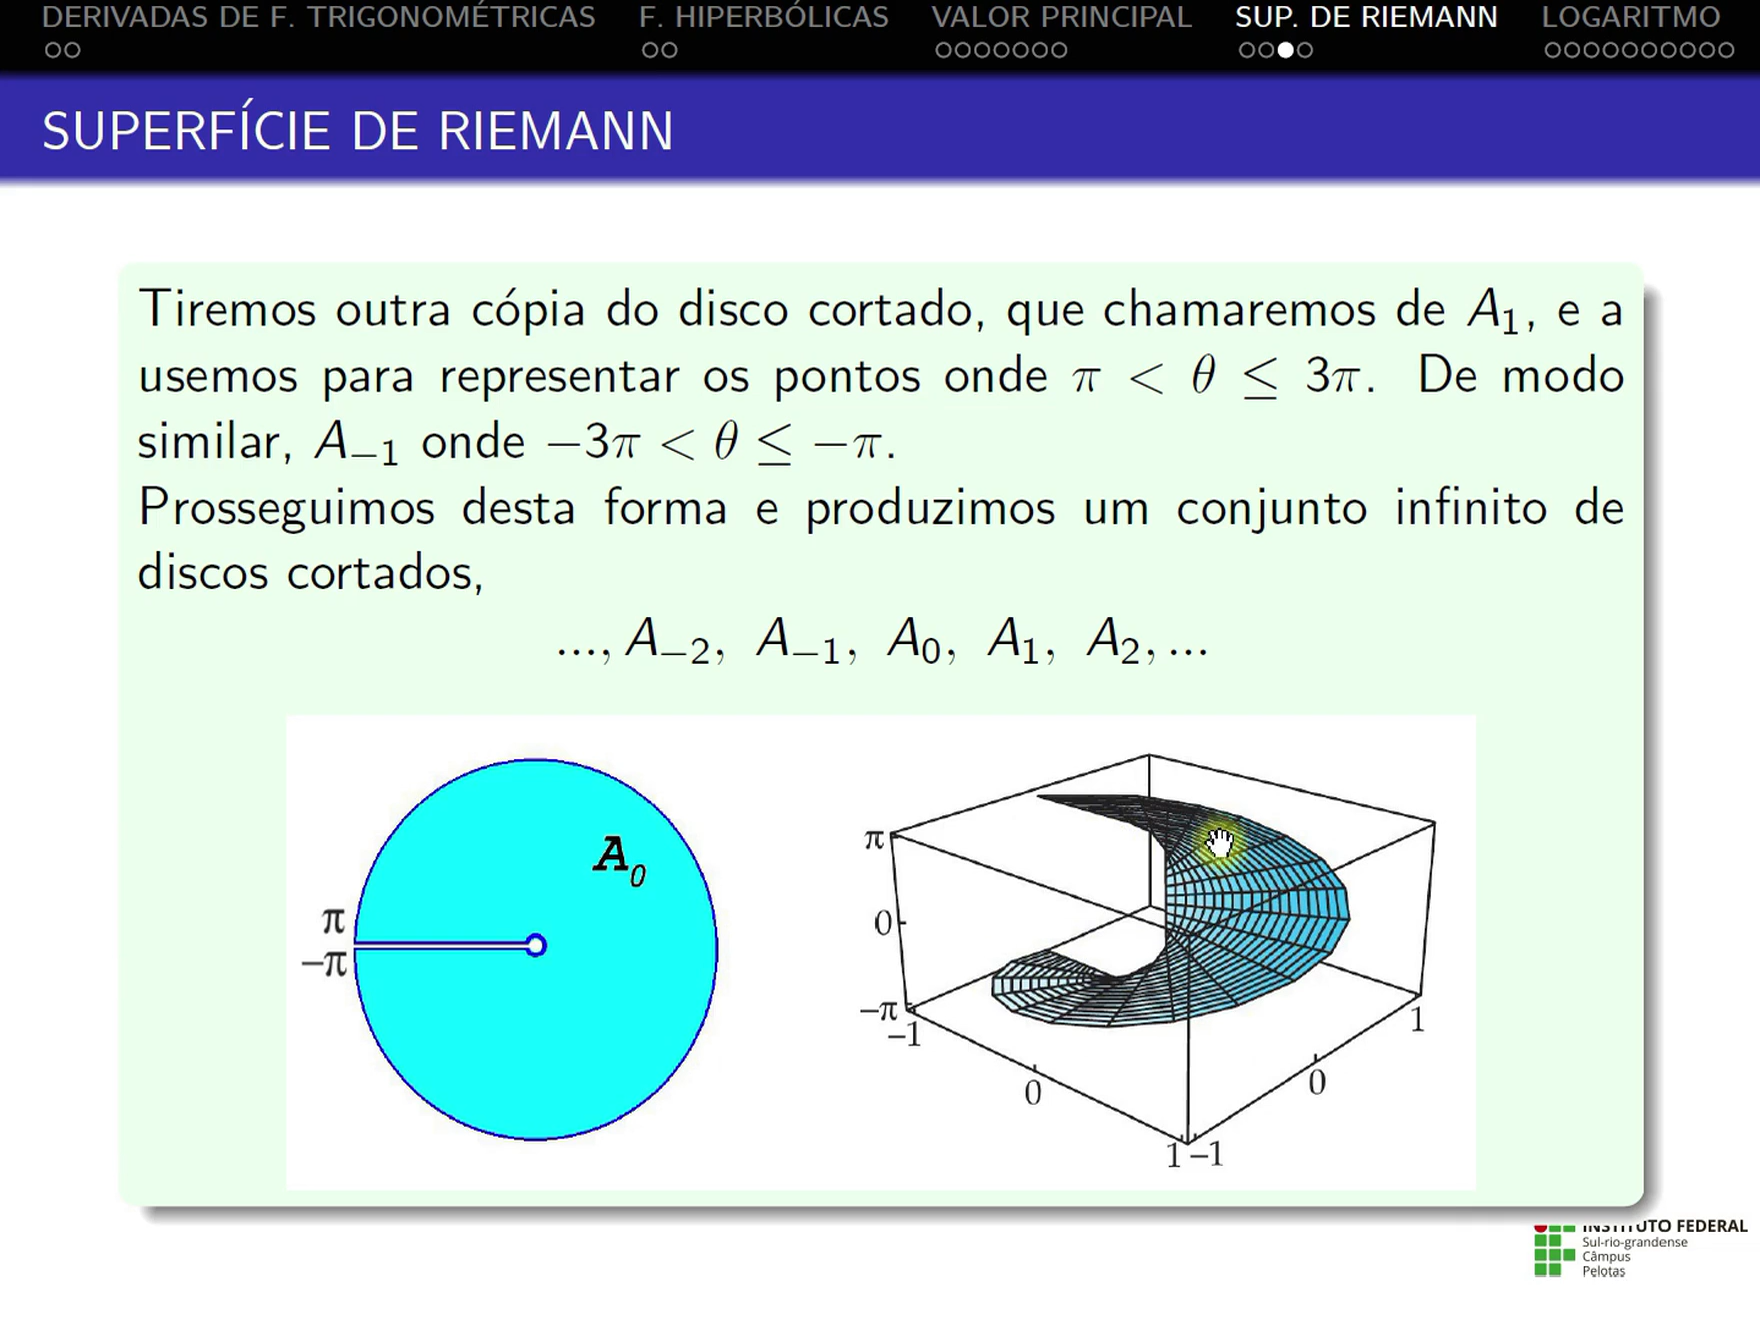 DERIVADAS DE F. TRIGONOMÉTRICAS F. HIPERBÓLICAS VALOR PRINCIPAL SUP. DE RIEMANN LOGARITMO
SUPERFÍCIE DE RIEMANN
Tiremos outra cópia do disco cortado, que chamaremos de A₁, e a
usemos para representar os pontos onde π < θ ≤ 3π. De modo
similar, A₋₁ onde −3π < θ ≤ −π.
Prosseguimos desta forma e produzimos um conjunto infinito de
discos cortados,
..., A₋₂, A₋₁, A₀, A₁, A₂, ...
A₀
π
−π
π
0
−π
−1
0
1
−1
0
1
INSTITUTO FEDERAL
Sul-rio-grandense
Câmpus
Pelotas